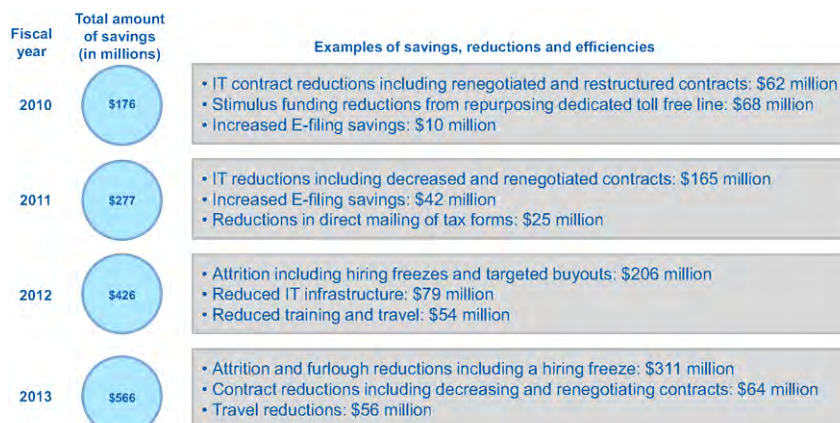 Fiscal
year
Total amount
of savings
(in millions)
Examples of savings, reductions and efficiencies
2010
$176
• IT contract reductions including renegotiated and restructured contracts: $62 million
• Stimulus funding reductions from repurposing dedicated toll free line: $68 million
• Increased E-filing savings: $10 million
2011
$277
• IT reductions including decreased and renegotiated contracts: $165 million
• Increased E-filing savings: $42 million
• Reductions in direct mailing of tax forms: $25 million
2012
$426
• Attrition including hiring freezes and targeted buyouts: $206 million
• Reduced IT infrastructure: $79 million
• Reduced training and travel: $54 million
2013
$566
• Attrition and furlough reductions including a hiring freeze: $311 million
• Contract reductions including decreasing and renegotiating contracts: $64 million
• Travel reductions: $56 million